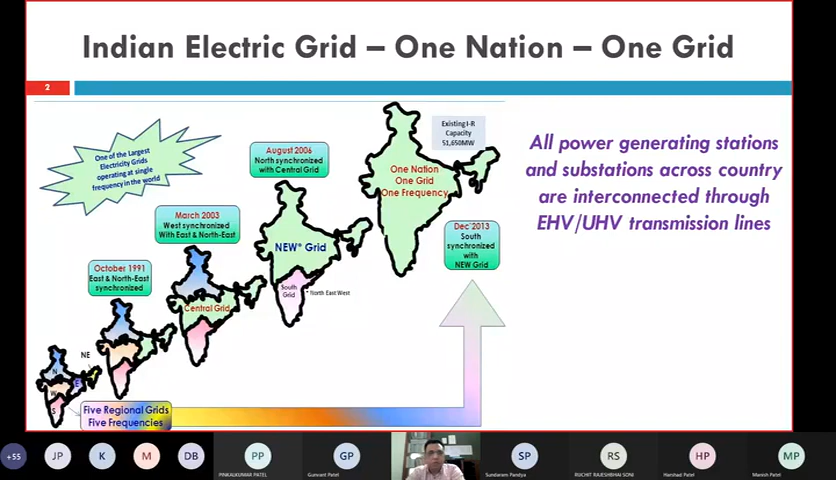 Indian Electric Grid – One Nation – One Grid
2
One of the Largest
Electricity Grids
operating at single
frequency in the world
August 2006
North synchronized
with Central Grid
Existing I-R
Capacity
51,650MW
One Nation
One Grid
One Frequency
All power generating stations
and substations across country
are interconnected through
EHV/UHV transmission lines
March 2003
West synchronized
With East & North-East
NEW* Grid
Dec' 2013
South
synchronized
with
NEW Grid
October 1991
East & North-East
synchronized
South
Grid
* North East West
Central Grid
NE
N
E
W
S
Five Regional Grids
Five Frequencies
+55
JP
K
M
DB
PP
PINKALKUMAR PATEL
GP
Gunvant Patel
SP
Sundaram Pandya
RS
RUCHIT RAJESHBHAI SONI
HP
Harshad Patel
MP
Manish Patel